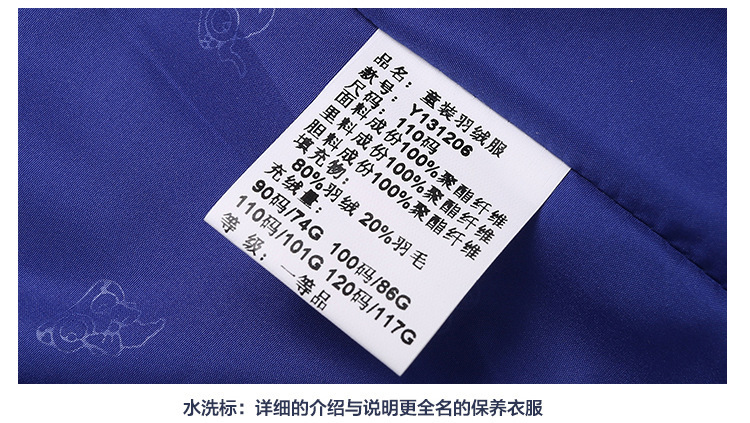 品名：童装羽绒服
款号：Y131206
尺码：110码
面料成份100%聚酯纤维
里料成份100%聚酯纤维
胆料成份100%聚酯纤维
填充物：
80%羽绒 20%羽毛
充绒量：
90码/74G 100码/86G
110码/101G 120码/117G
等 级：一等品
水洗标：详细的介绍与说明更全名的保养衣服